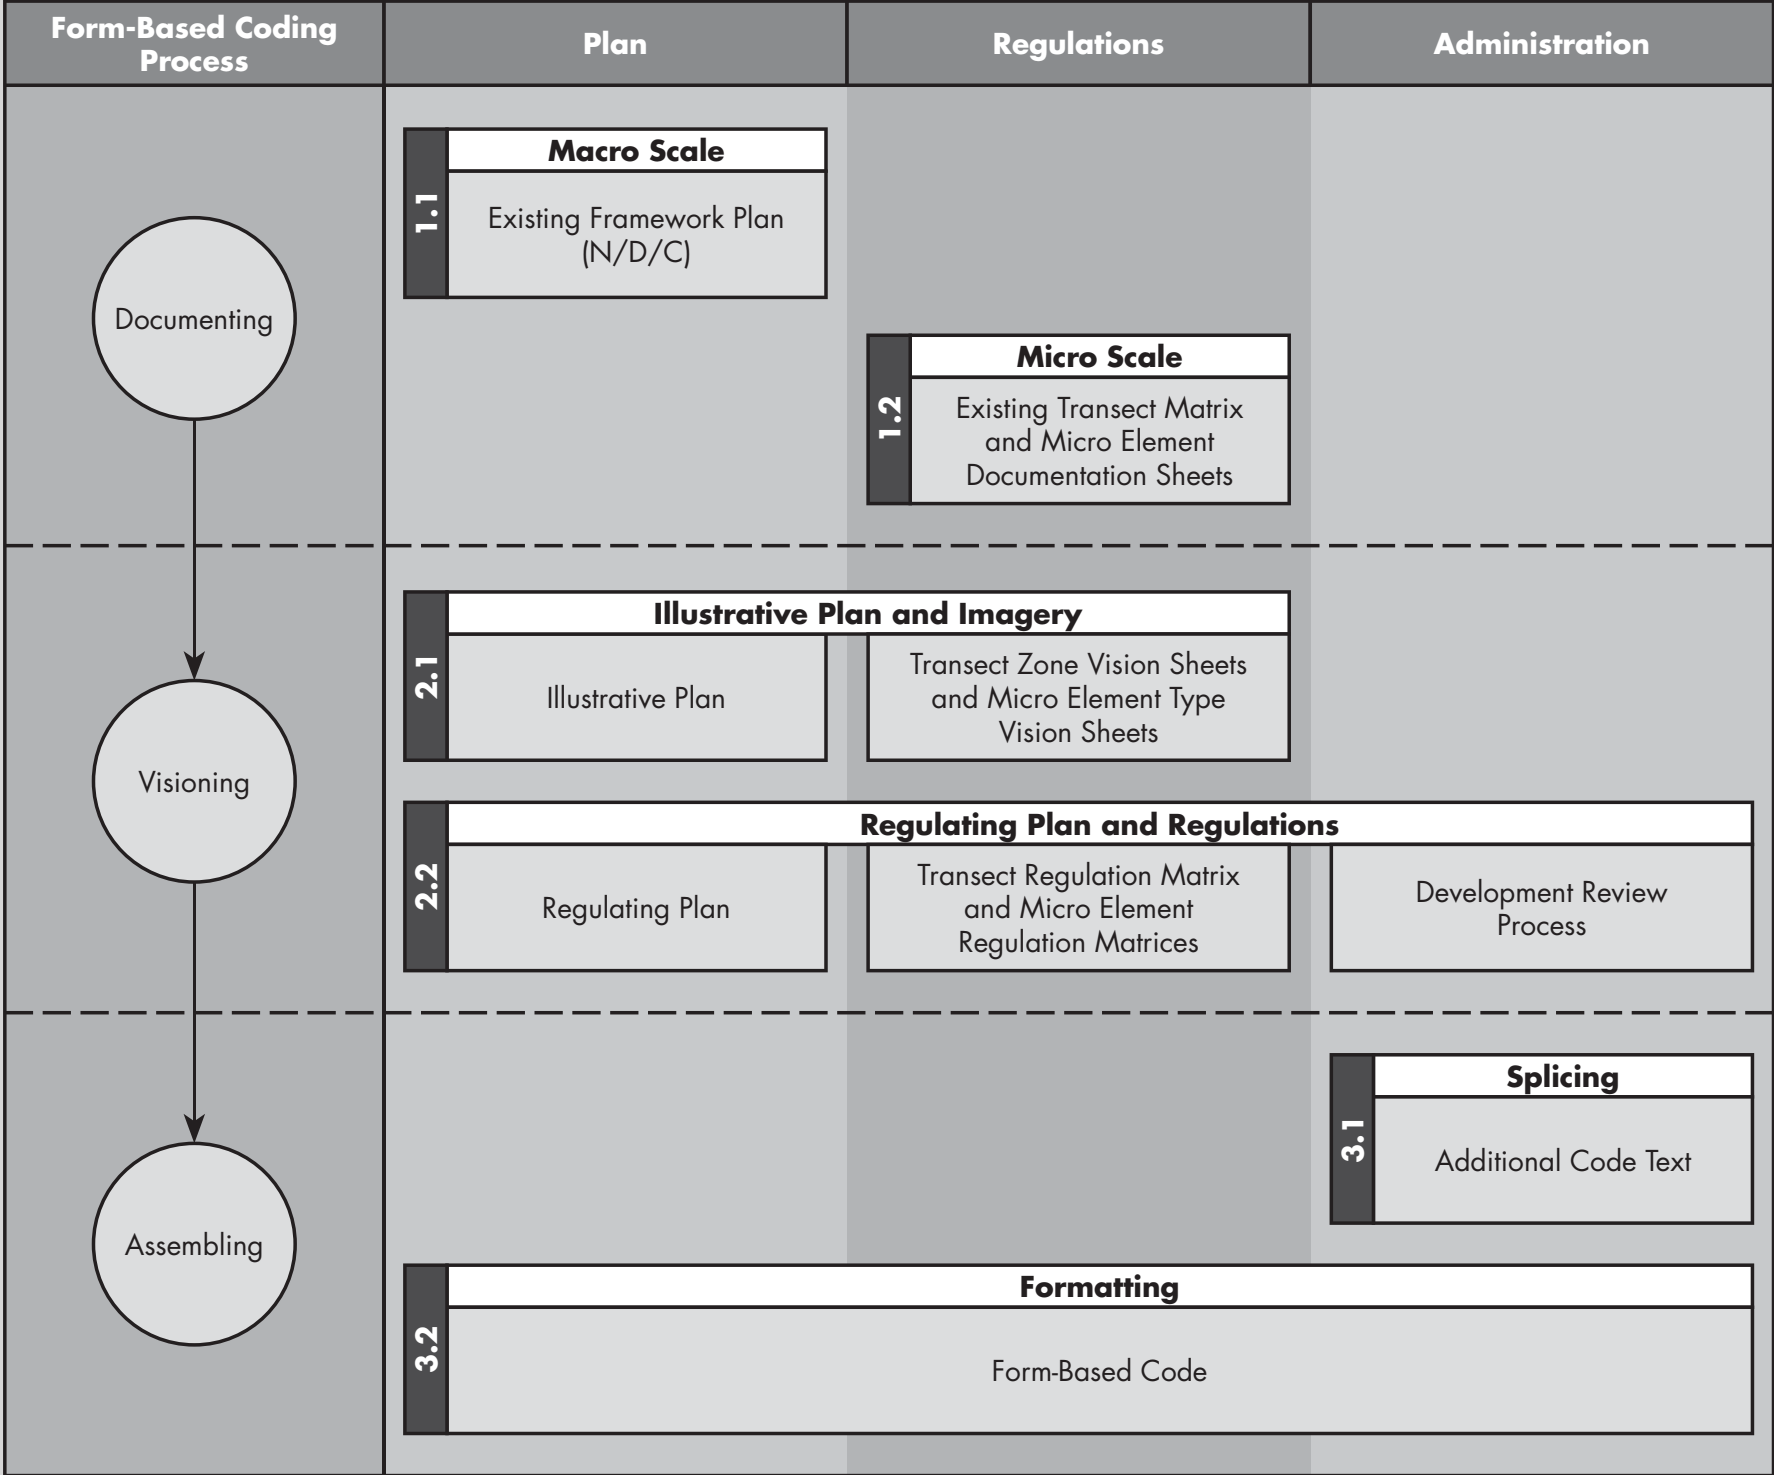 Form-Based Coding
Process
Plan
Regulations
Administration
Documenting
1.1
Macro Scale
Existing Framework Plan
(N/D/C)
1.2
Micro Scale
Existing Transect Matrix
and Micro Element
Documentation Sheets
Visioning
2.1
Illustrative Plan and Imagery
Illustrative Plan
Transect Zone Vision Sheets
and Micro Element Type
Vision Sheets
2.2
Regulating Plan and Regulations
Regulating Plan
Transect Regulation Matrix
and Micro Element
Regulation Matrices
Development Review
Process
Assembling
3.1
Splicing
Additional Code Text
3.2
Formatting
Form-Based Code